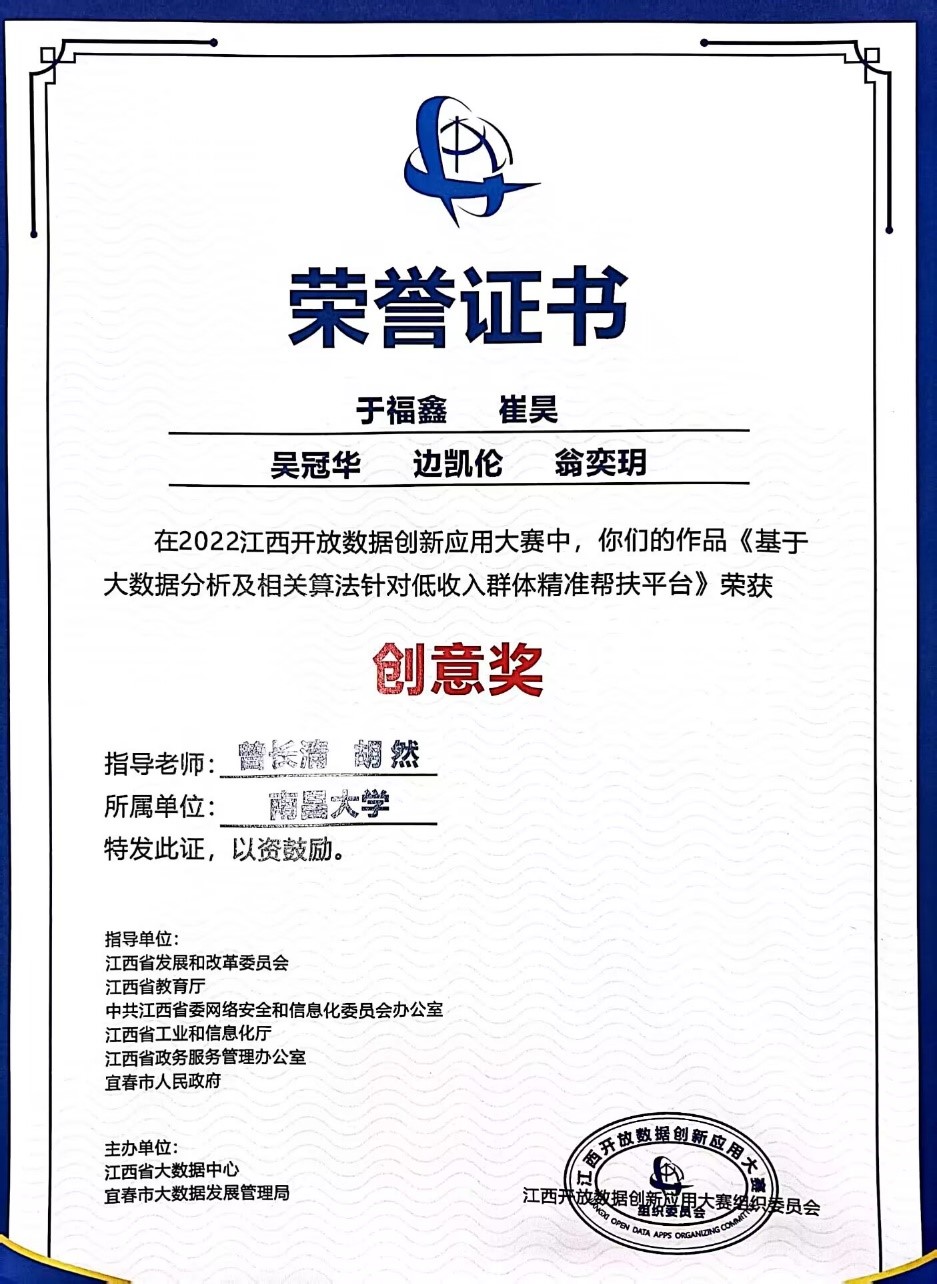 荣誉证书
于福鑫 崔昊
吴冠华 边凯伦 翁奕玥
在2022江西开放数据创新应用大赛中，你们的作品《基于
大数据分析及相关算法针对低收入群体精准帮扶平台》荣获
创意奖
指导老师：曾长清 胡然
所属单位：南昌大学
特发此证，以资鼓励。
指导单位：
江西省发展和改革委员会
江西省教育厅
中共江西省委网络安全和信息化委员会办公室
江西省工业和信息化厅
江西省政务服务管理办公室
宜春市人民政府
主办单位：
江西省大数据中心
宜春市大数据发展管理局
江西开放数据创新应用大赛
组织委员会
JIANGXI OPEN DATA APPS ORGANIZING COMMITTEE
江西开放数据创新应用大赛组织委员会